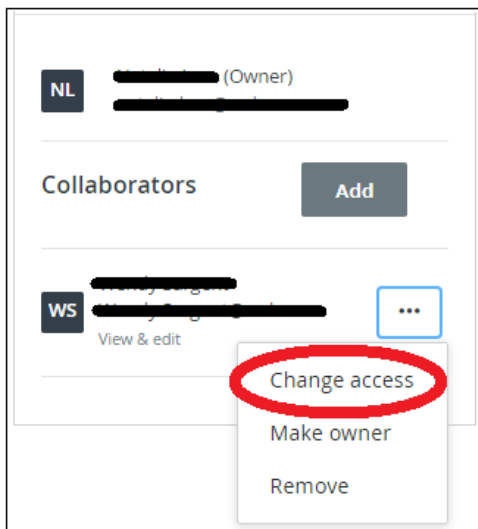 NL
(Owner)
Collaborators
Add
WS
View & edit
...
Change access
Make owner
Remove